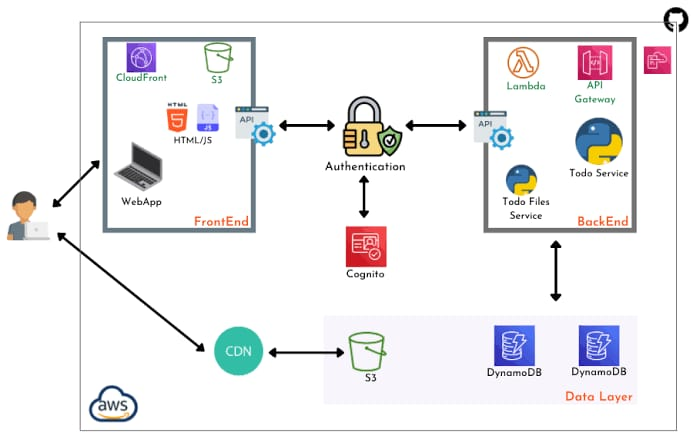 CloudFront
S3
HTML
JS
HTML/JS
API
WebApp
FrontEnd
Authentication
Cognito
Lambda
API
Gateway
API
Todo Service
Todo Files
Service
BackEnd
CDN
S3
DynamoDB
DynamoDB
Data Layer
aws